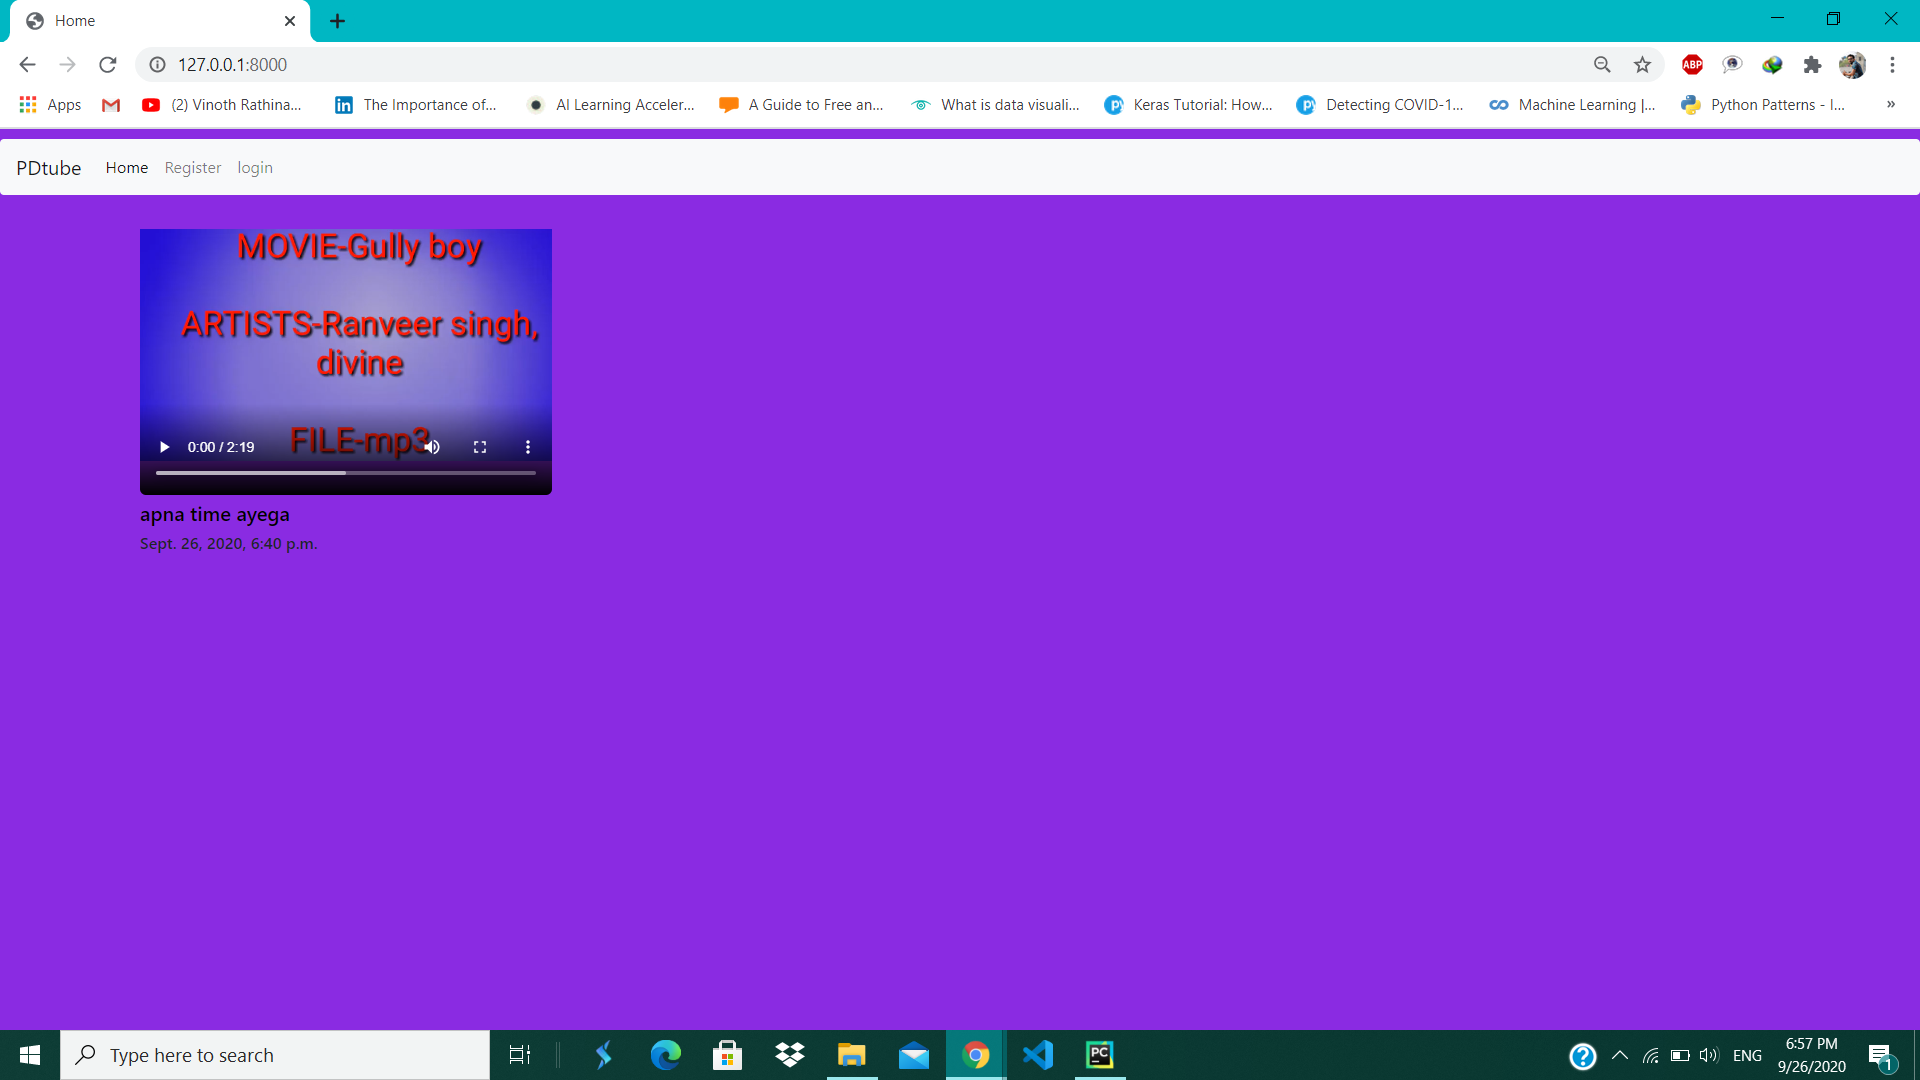 Home
127.0.0.1:8000
ABP
Apps
(2) Vinoth Rathina...
The Importance of...
AI Learning Acceler...
A Guide to Free an...
What is data visuali...
Keras Tutorial: How...
Detecting COVID-1...
Machine Learning |...
Python Patterns - I...
»
PDtube
Home
Register
login
MOVIE-Gully boy
ARTISTS-Ranveer singh,
divine
FILE-mp3
0:00 / 2:19
apna time ayega
Sept. 26, 2020, 6:40 p.m.
Type here to search
PC
ENG
6:57 PM
9/26/2020
1